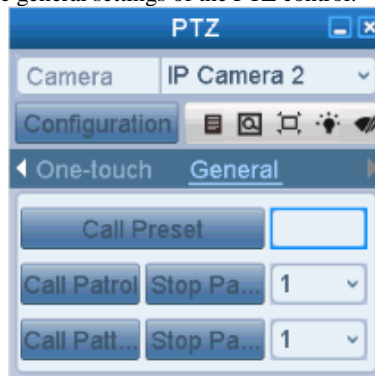 general settings of the PTZ control.
PTZ
Camera IP Camera 2
Configuration
One-touch General
Call Preset
Call Patrol Stop Pa... 1
Call Patt... Stop Pa... 1